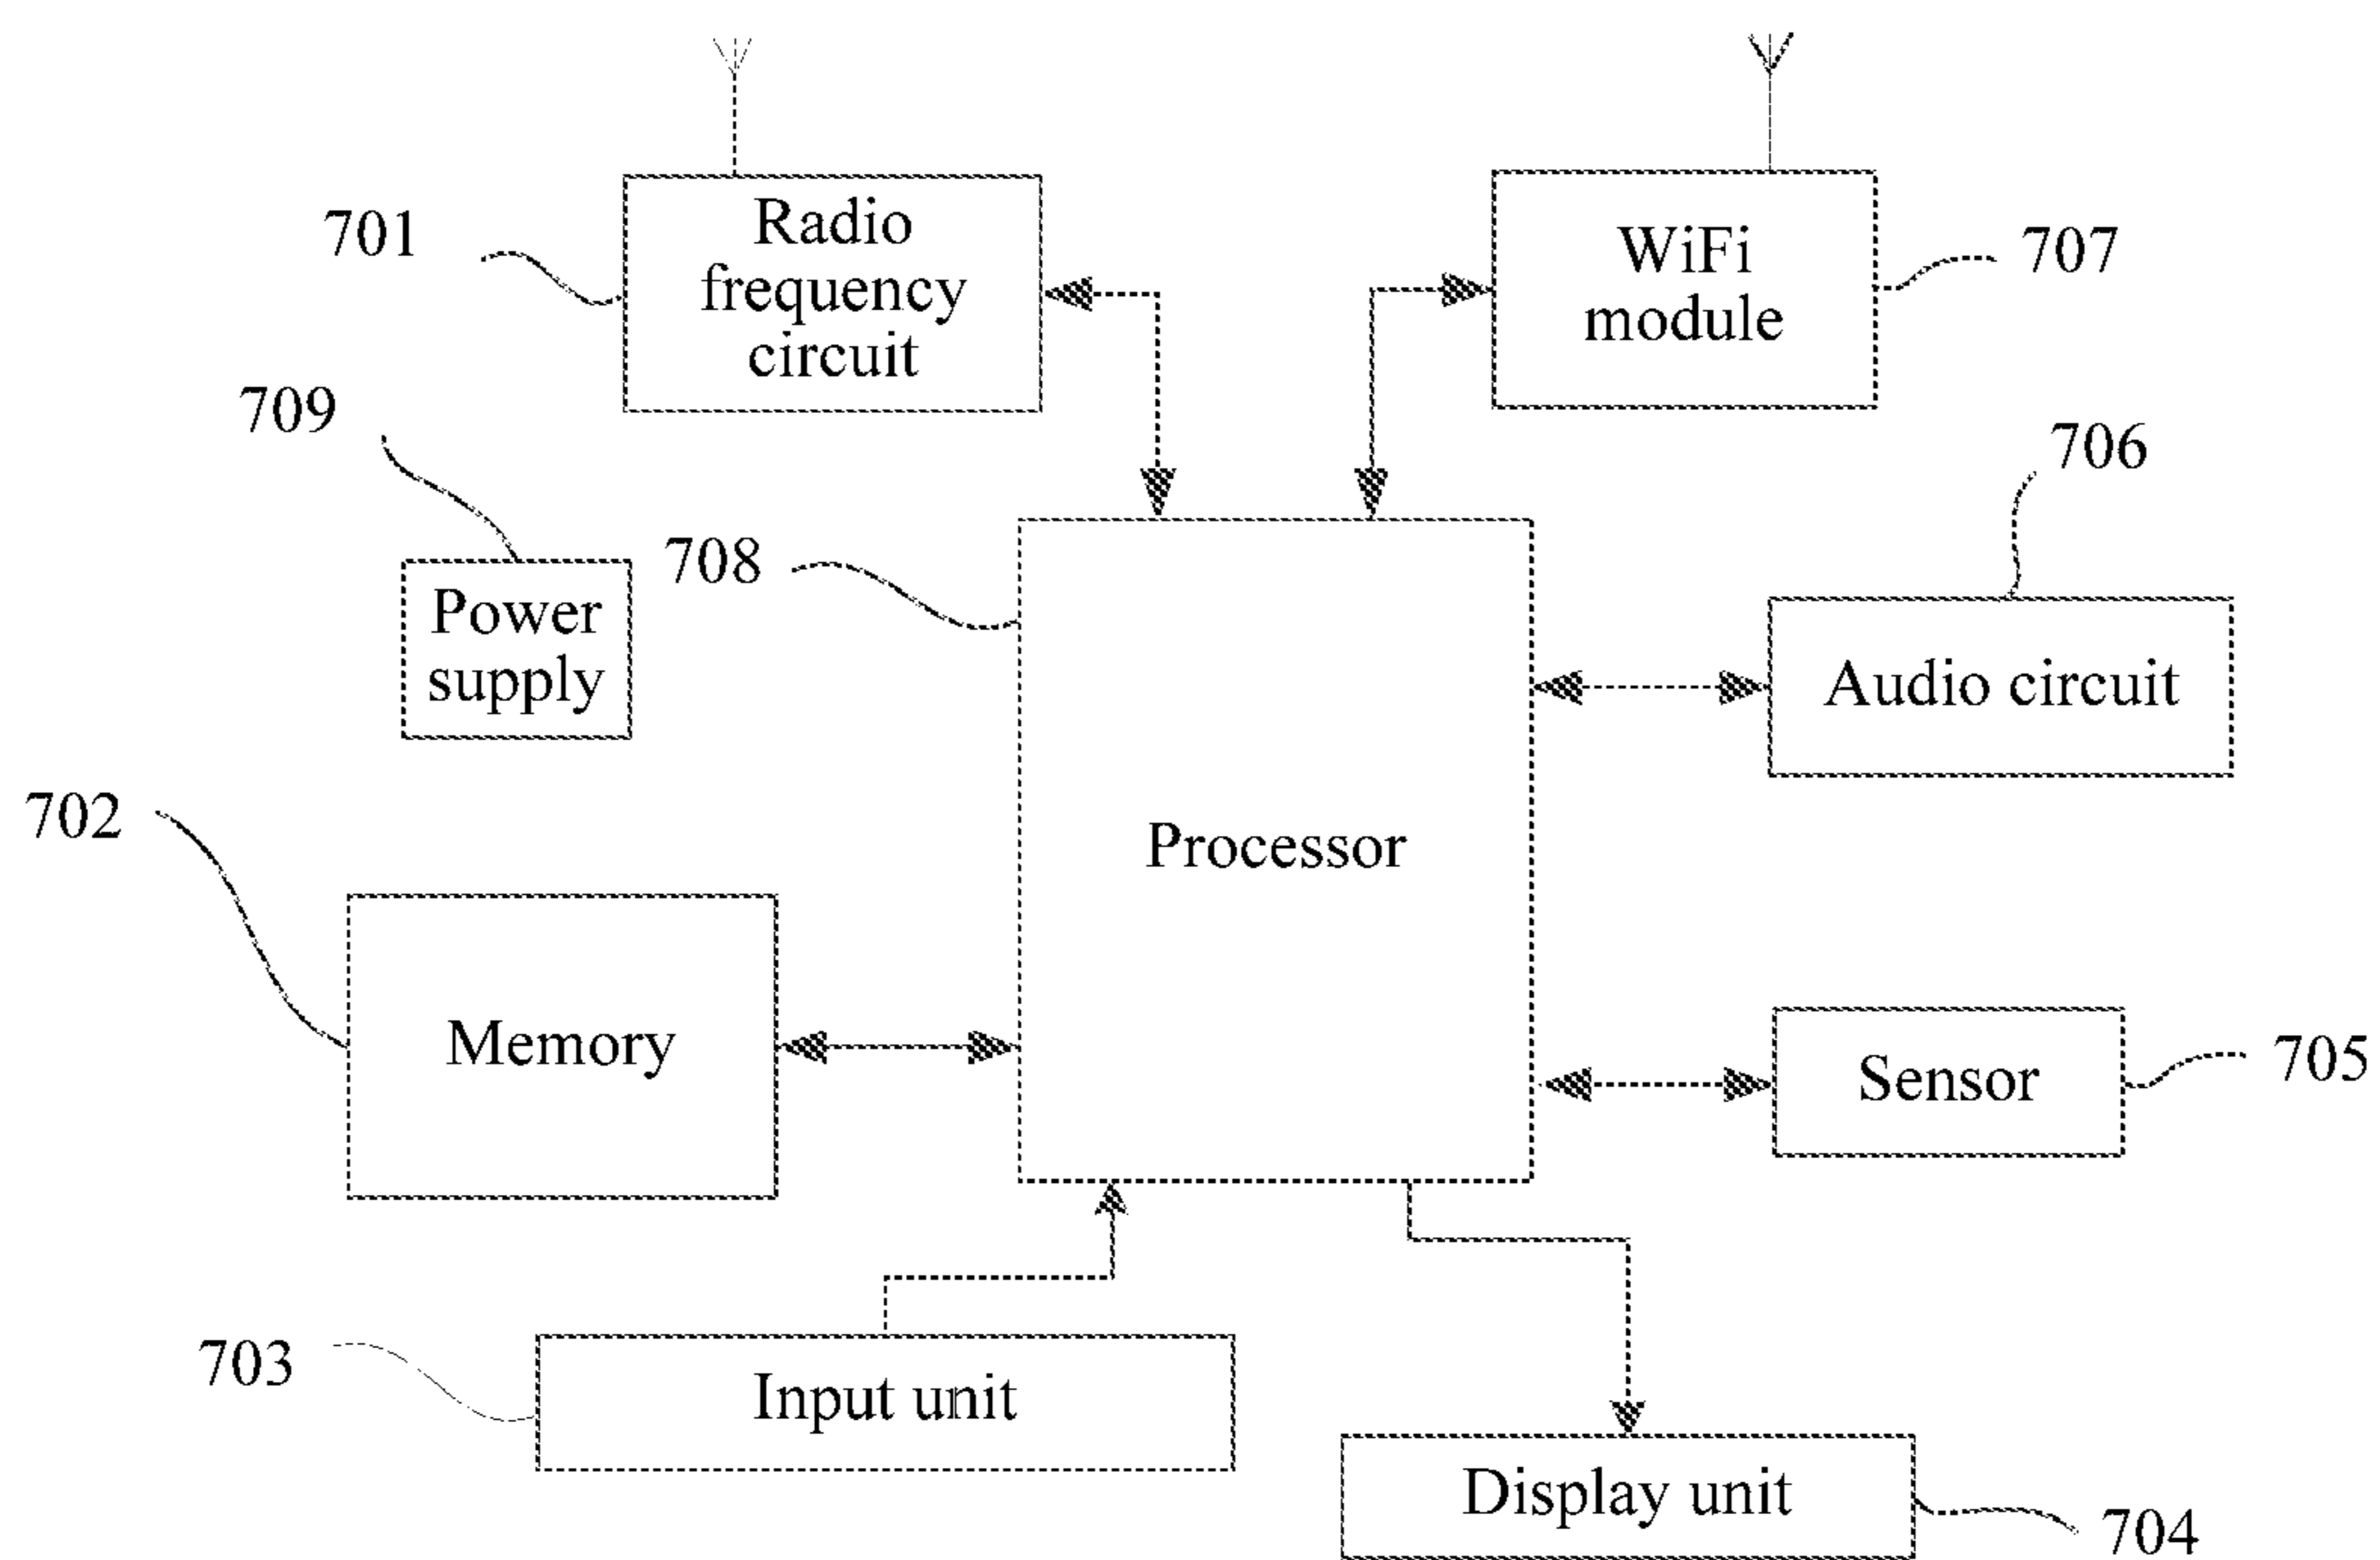 701
Radio
frequency
circuit
WiFi
module
707
709
706
Power
supply
708
Audio circuit
702
Processor
Memory
Sensor
705
703
Input unit
Display unit
704